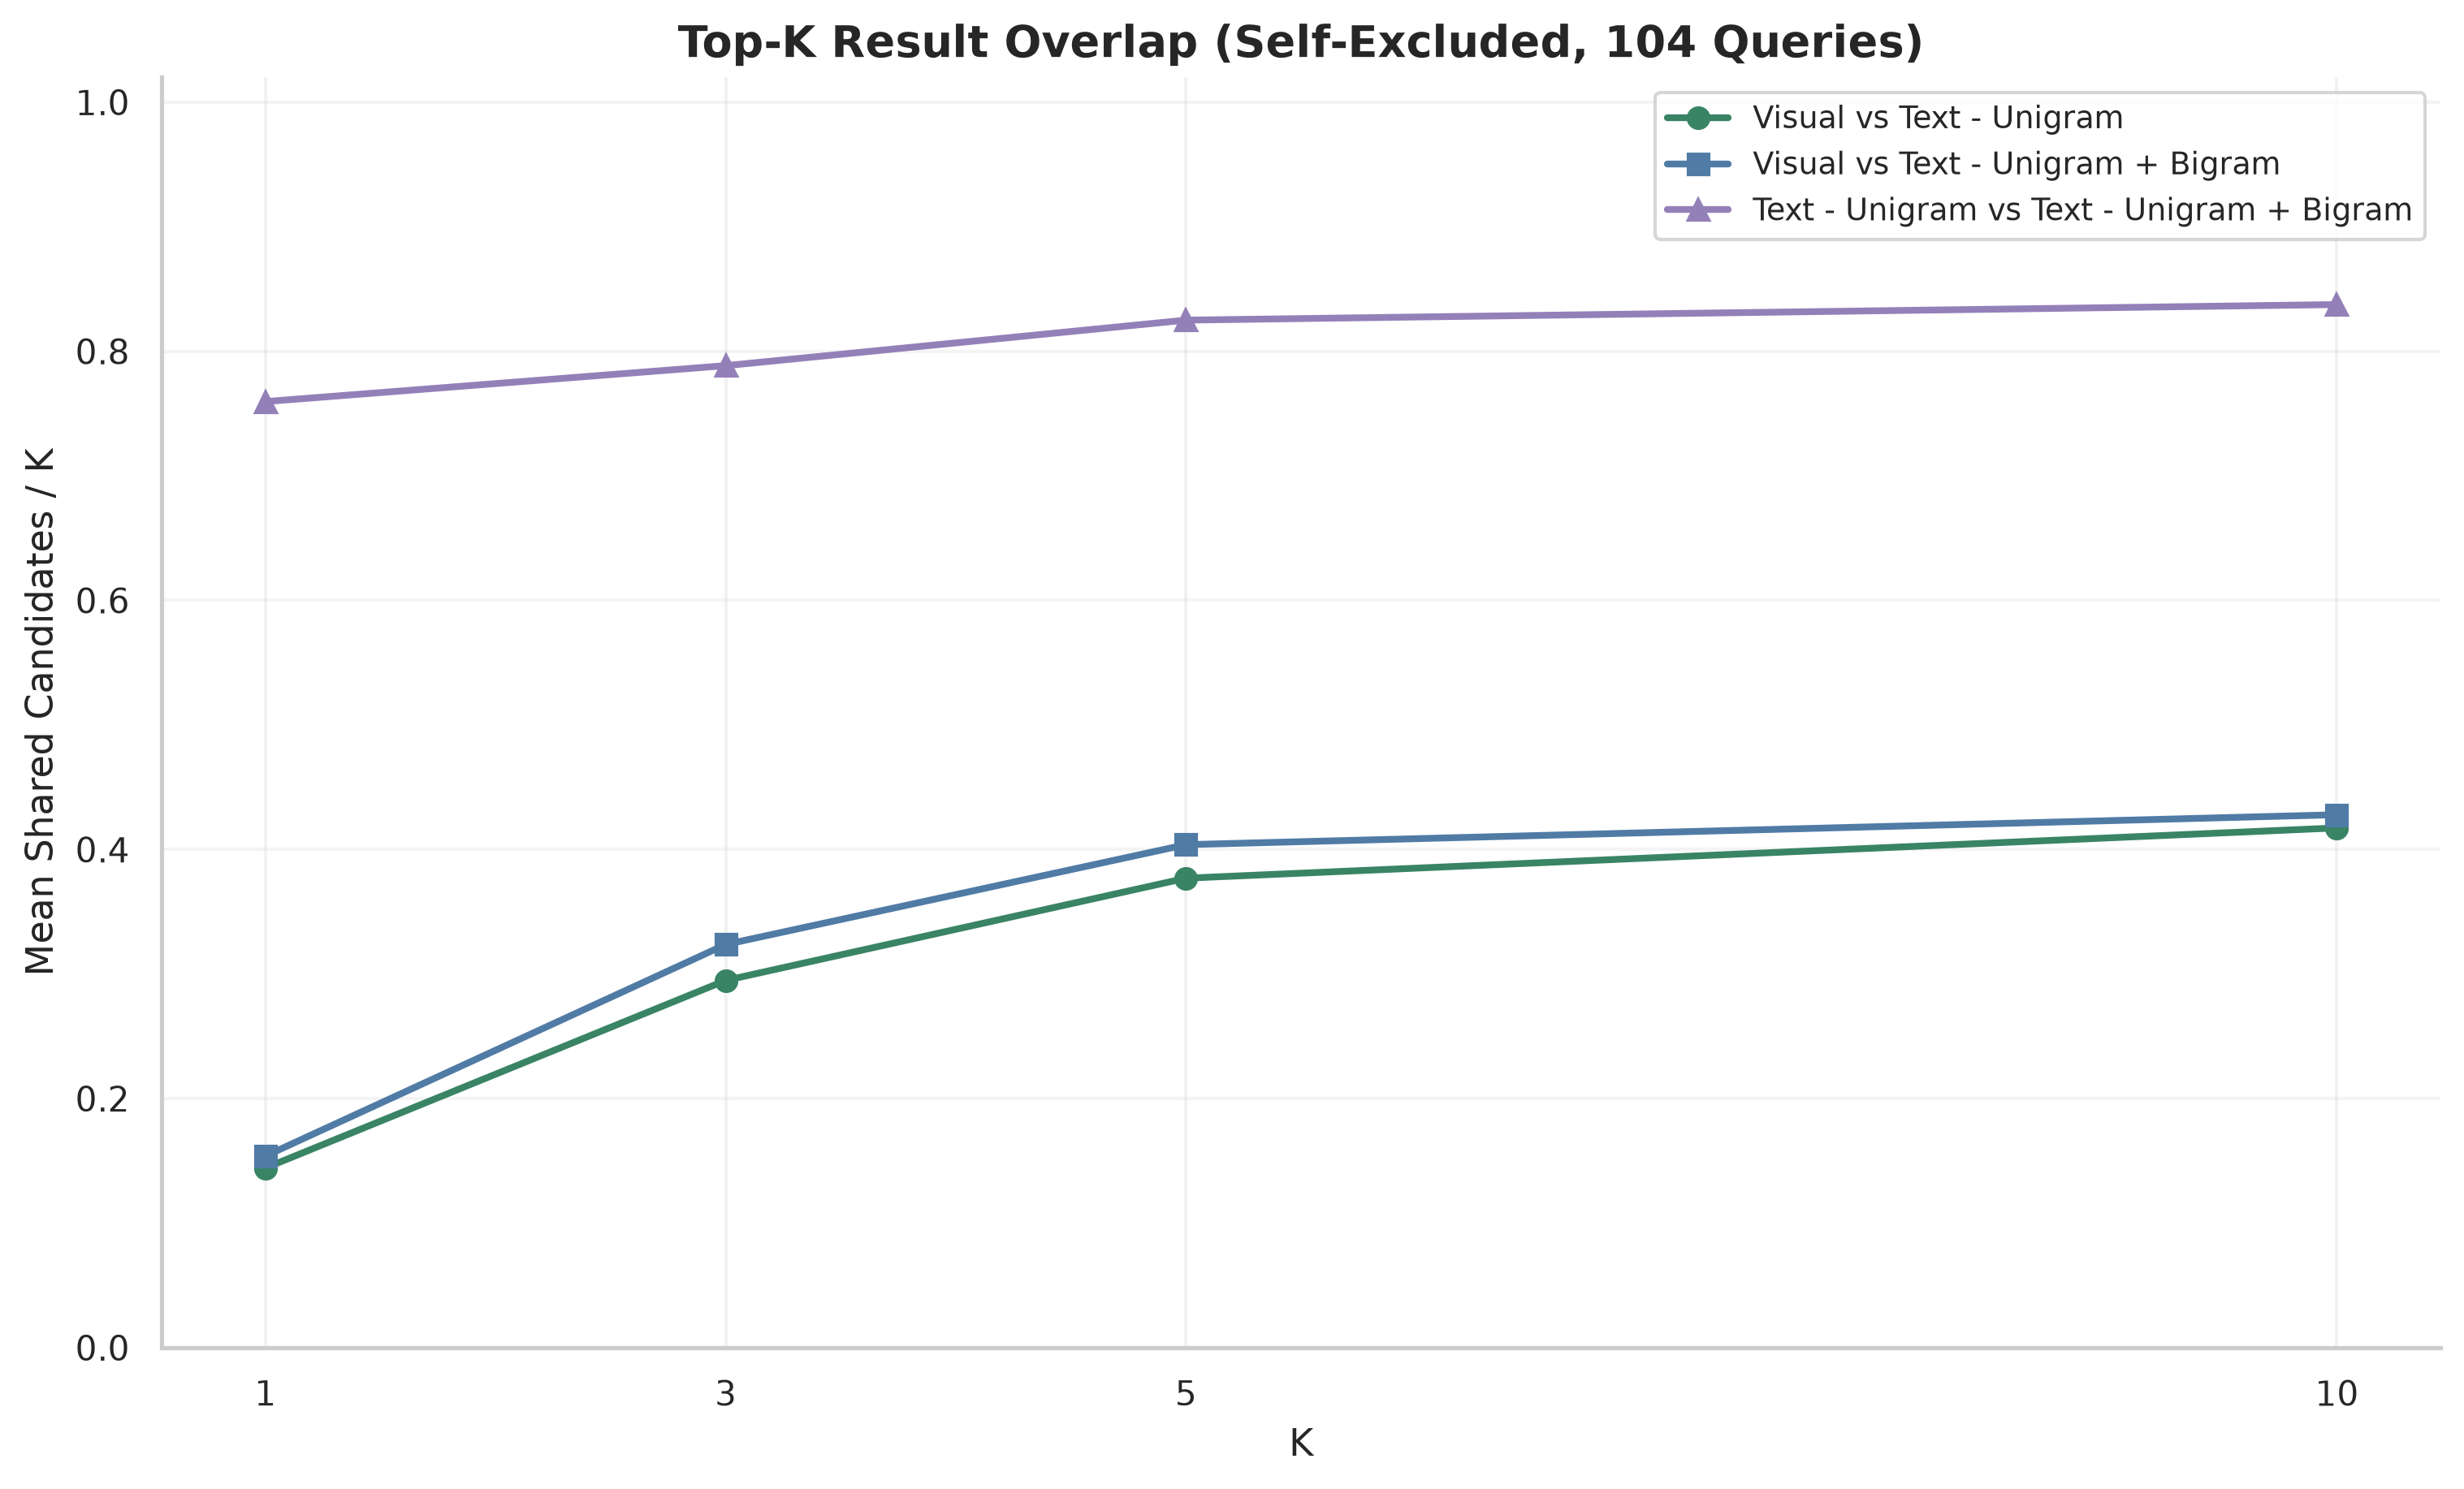 Top-K Result Overlap (Self-Excluded, 104 Queries)
Visual vs Text - Unigram
Visual vs Text - Unigram + Bigram
Text - Unigram vs Text - Unigram + Bigram
Mean Shared Candidates / K
1.0
0.8
0.6
0.4
0.2
0.0
1 3 5 10
K